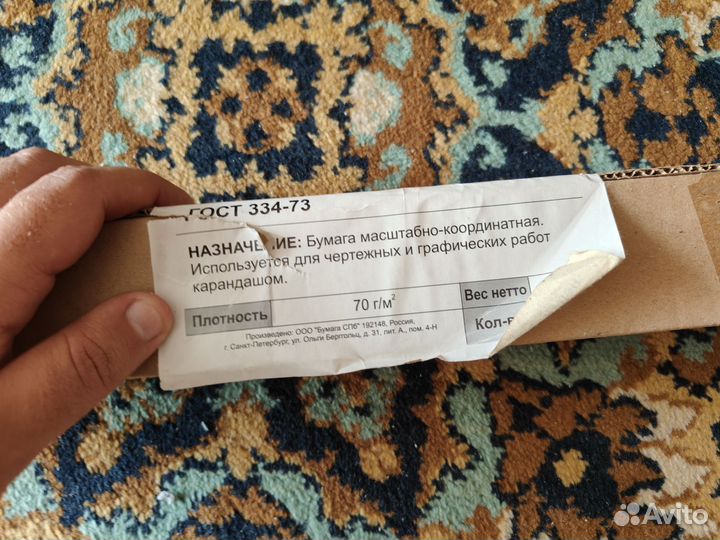 ГОСТ 334-73
НАЗНАЧЕНИЕ: Бумага масштабно-координатная.
Используется для чертежных и графических работ
карандашом.
Плотность 70 г/м² Вес нетто
Кол-в
Произведено: ООО "Бумага СПб" 192148, Россия,
г. Санкт-Петербург, ул. Ольги Берггольц, д. 31, лит. А., пом. 4-Н
Avito